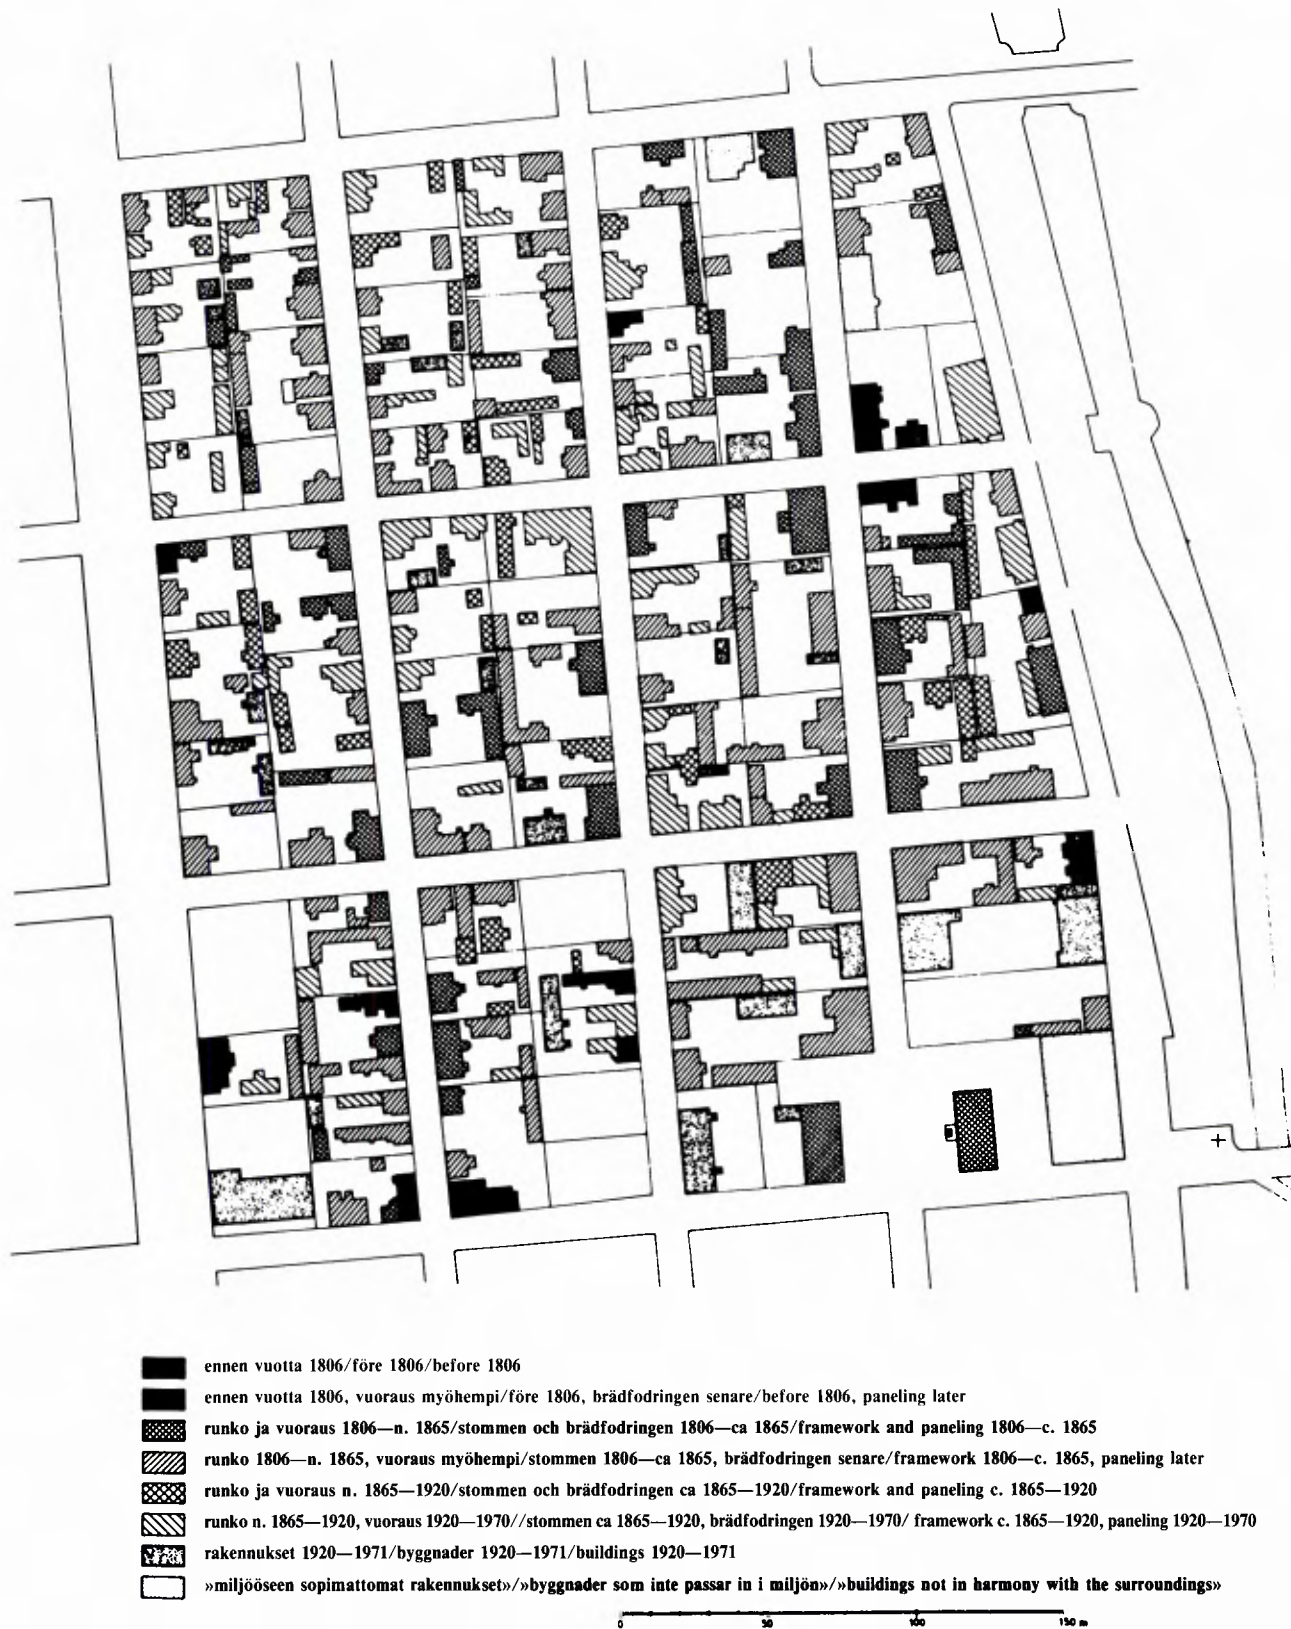 ennen vuotta 1806/före 1806/before 1806
ennen vuotta 1806, vuoraus myöhempi/före 1806, brädfodringen senare/before 1806, paneling later
runko ja vuoraus 1806—n. 1865/stommen och brädfodringen 1806—ca 1865/framework and paneling 1806—c. 1865
runko 1806—n. 1865, vuoraus myöhempi/stommen 1806—ca 1865, brädfodringen senare/framework 1806—c. 1865, paneling later
runko ja vuoraus n. 1865—1920/stommen och brädfodringen ca 1865—1920/framework and paneling c. 1865—1920
runko n. 1865—1920, vuoraus 1920—1970//stommen ca 1865—1920, brädfodringen 1920—1970/ framework c. 1865—1920, paneling 1920—1970
rakennukset 1920—1971/byggnader 1920—1971/buildings 1920—1971
»miljööseen sopimattomat rakennukset»/»byggnader som inte passar in i miljön»/»buildings not in harmony with the surroundings»
0 50 100 150 m